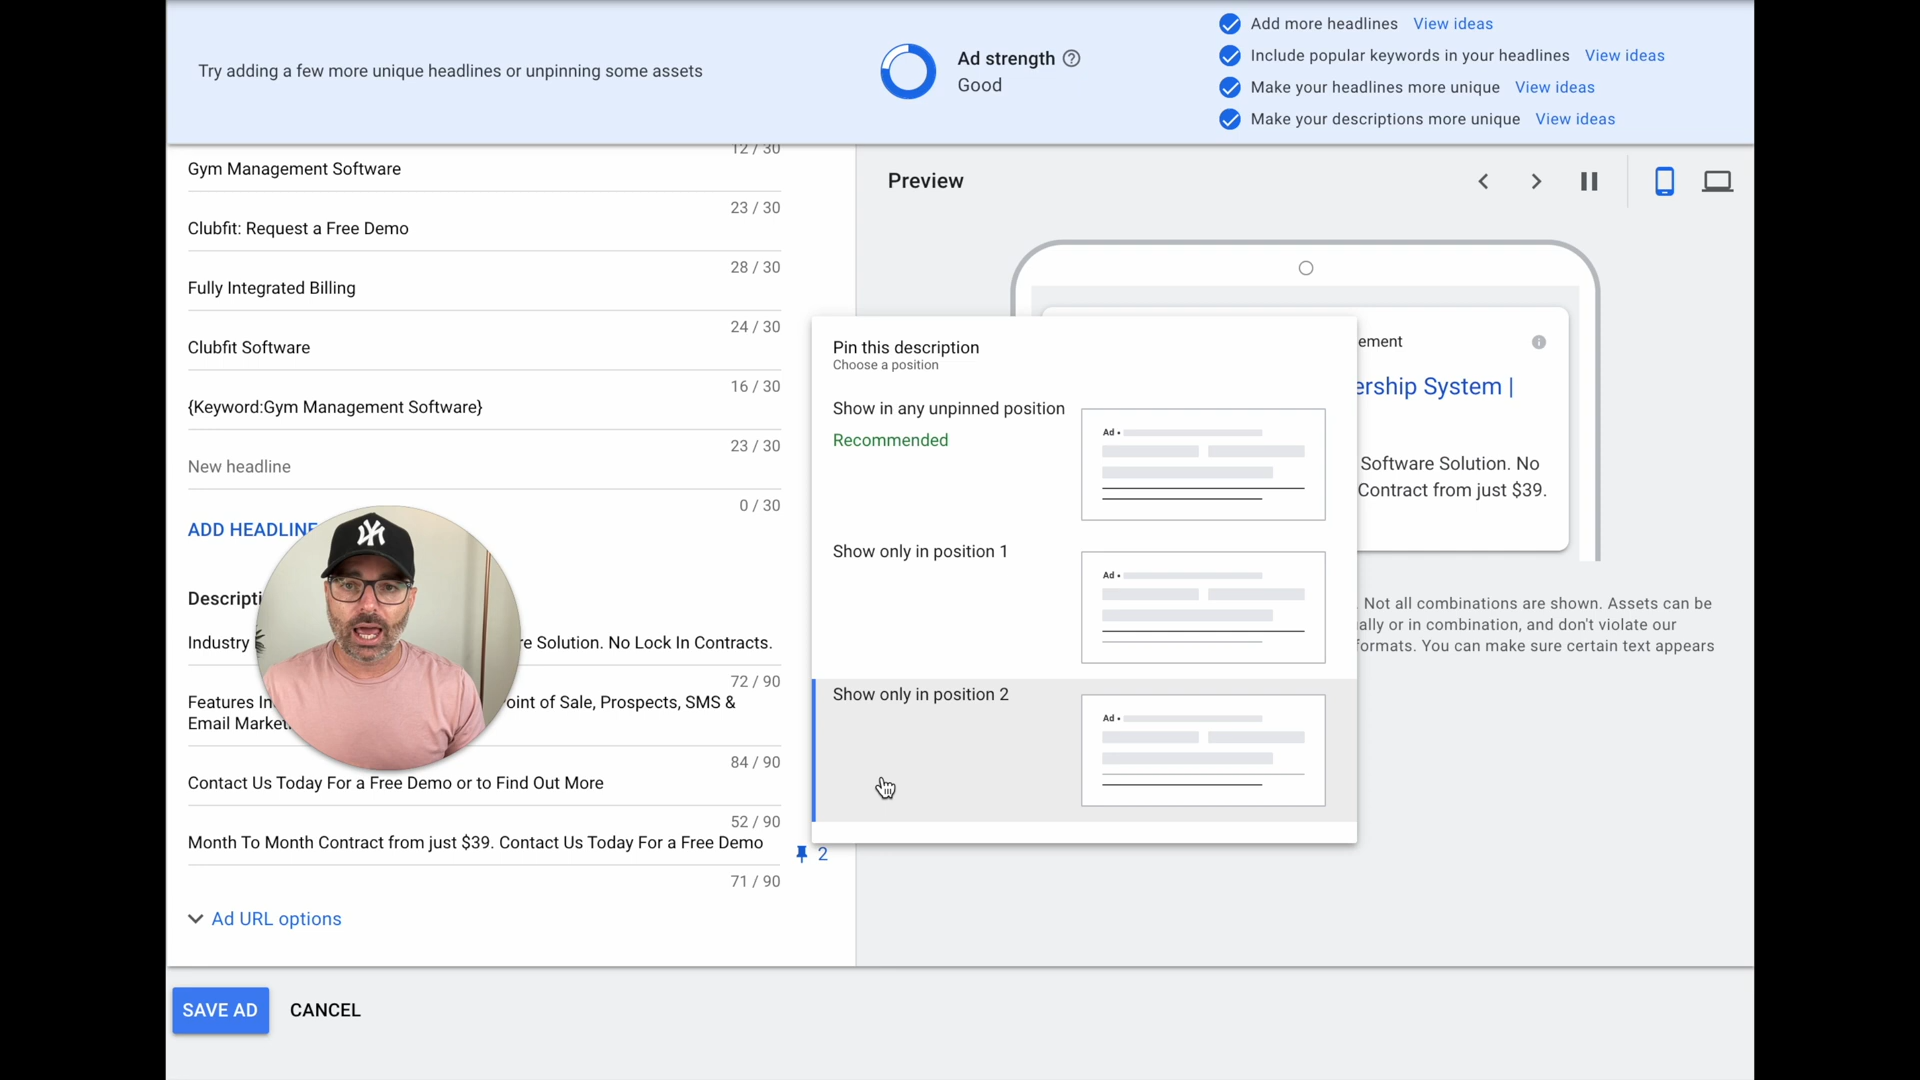 Try adding a few more unique headlines or unpinning some assets
Ad strength
Good
Add more headlines View ideas
Include popular keywords in your headlines View ideas
Make your headlines more unique View ideas
Make your descriptions more unique View ideas
12 / 30
Gym Management Software
23 / 30
Clubfit: Request a Free Demo
28 / 30
Fully Integrated Billing
24 / 30
Clubfit Software
16 / 30
{Keyword:Gym Management Software}
23 / 30
New headline
0 / 30
ADD HEADLINE
Descripti
Industry e Solution. No Lock In Contracts.
72 / 90
Features In oint of Sale, Prospects, SMS &
Email Market
84 / 90
Contact Us Today For a Free Demo or to Find Out More
52 / 90
Month To Month Contract from just $39. Contact Us Today For a Free Demo
2
71 / 90
Ad URL options
SAVE AD CANCEL
Pin this description
Choose a position
Show in any unpinned position
Recommended
Ad •
Show only in position 1
Ad •
Show only in position 2
Ad •
Preview
ement
ership System |
Software Solution. No
Contract from just $39.
. Not all combinations are shown. Assets can be
ally or in combination, and don't violate our
formats. You can make sure certain text appears